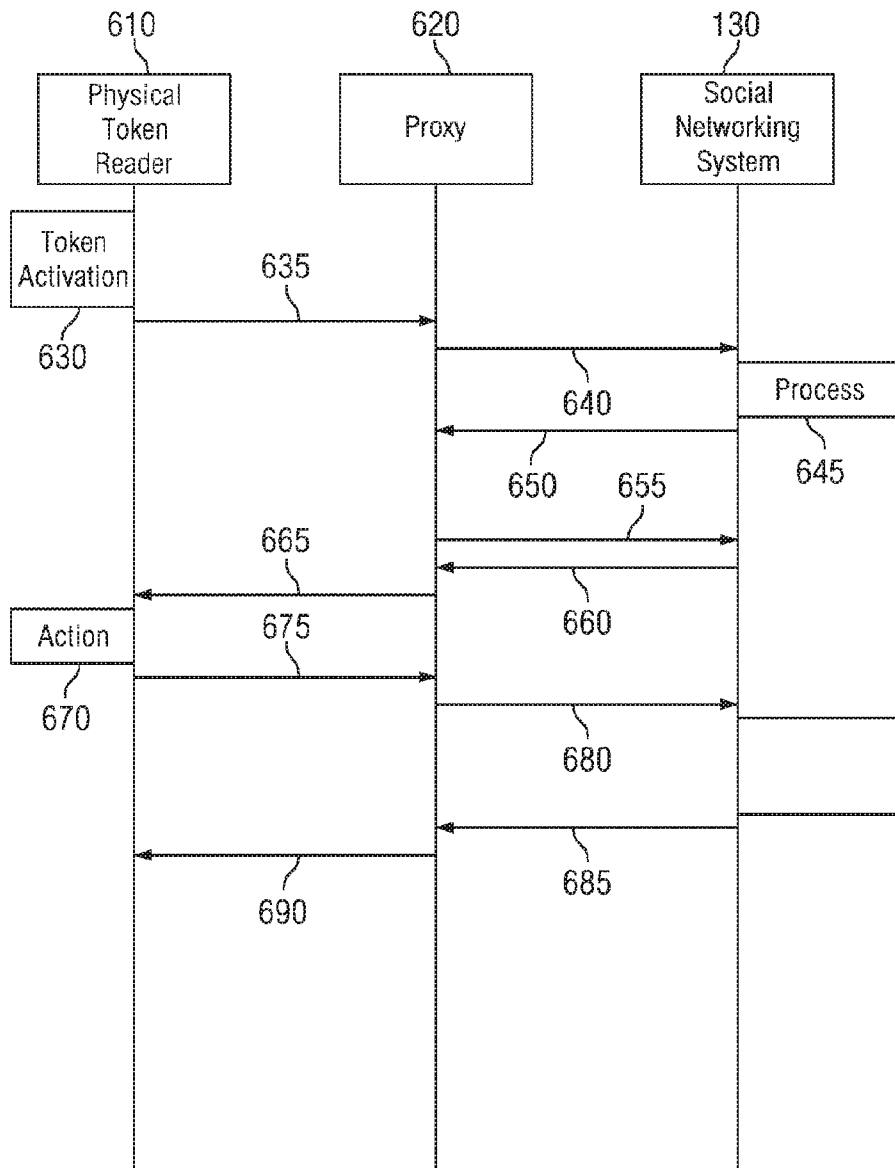 610
620
130
Physical
Token
Reader
Proxy
Social
Networking
System
Token
Activation
630
635
640
Process
645
650
655
660
665
Action
670
675
680
685
690